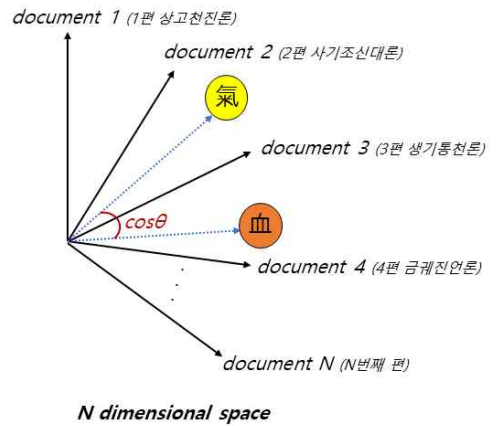 document 1 (1편 상고천진론)
document 2 (2편 사기조신대론)
氣
document 3 (3편 생기통천론)
cosθ
血
document 4 (4편 금궤진언론)
document N (N번째 편)
N dimensional space